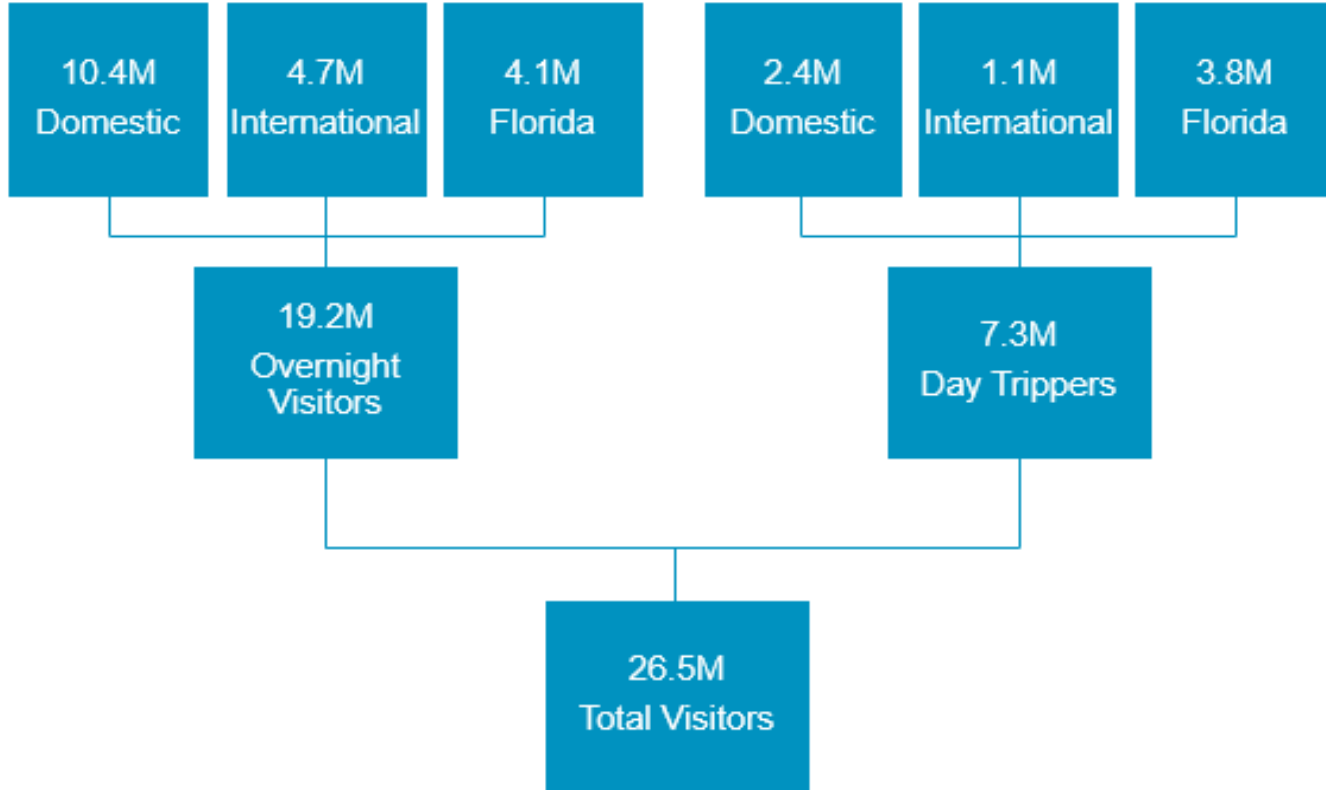 10.4M
Domestic
4.7M
International
4.1M
Florida
2.4M
Domestic
1.1M
International
3.8M
Florida
19.2M
Overnight
Visitors
7.3M
Day Trippers
26.5M
Total Visitors